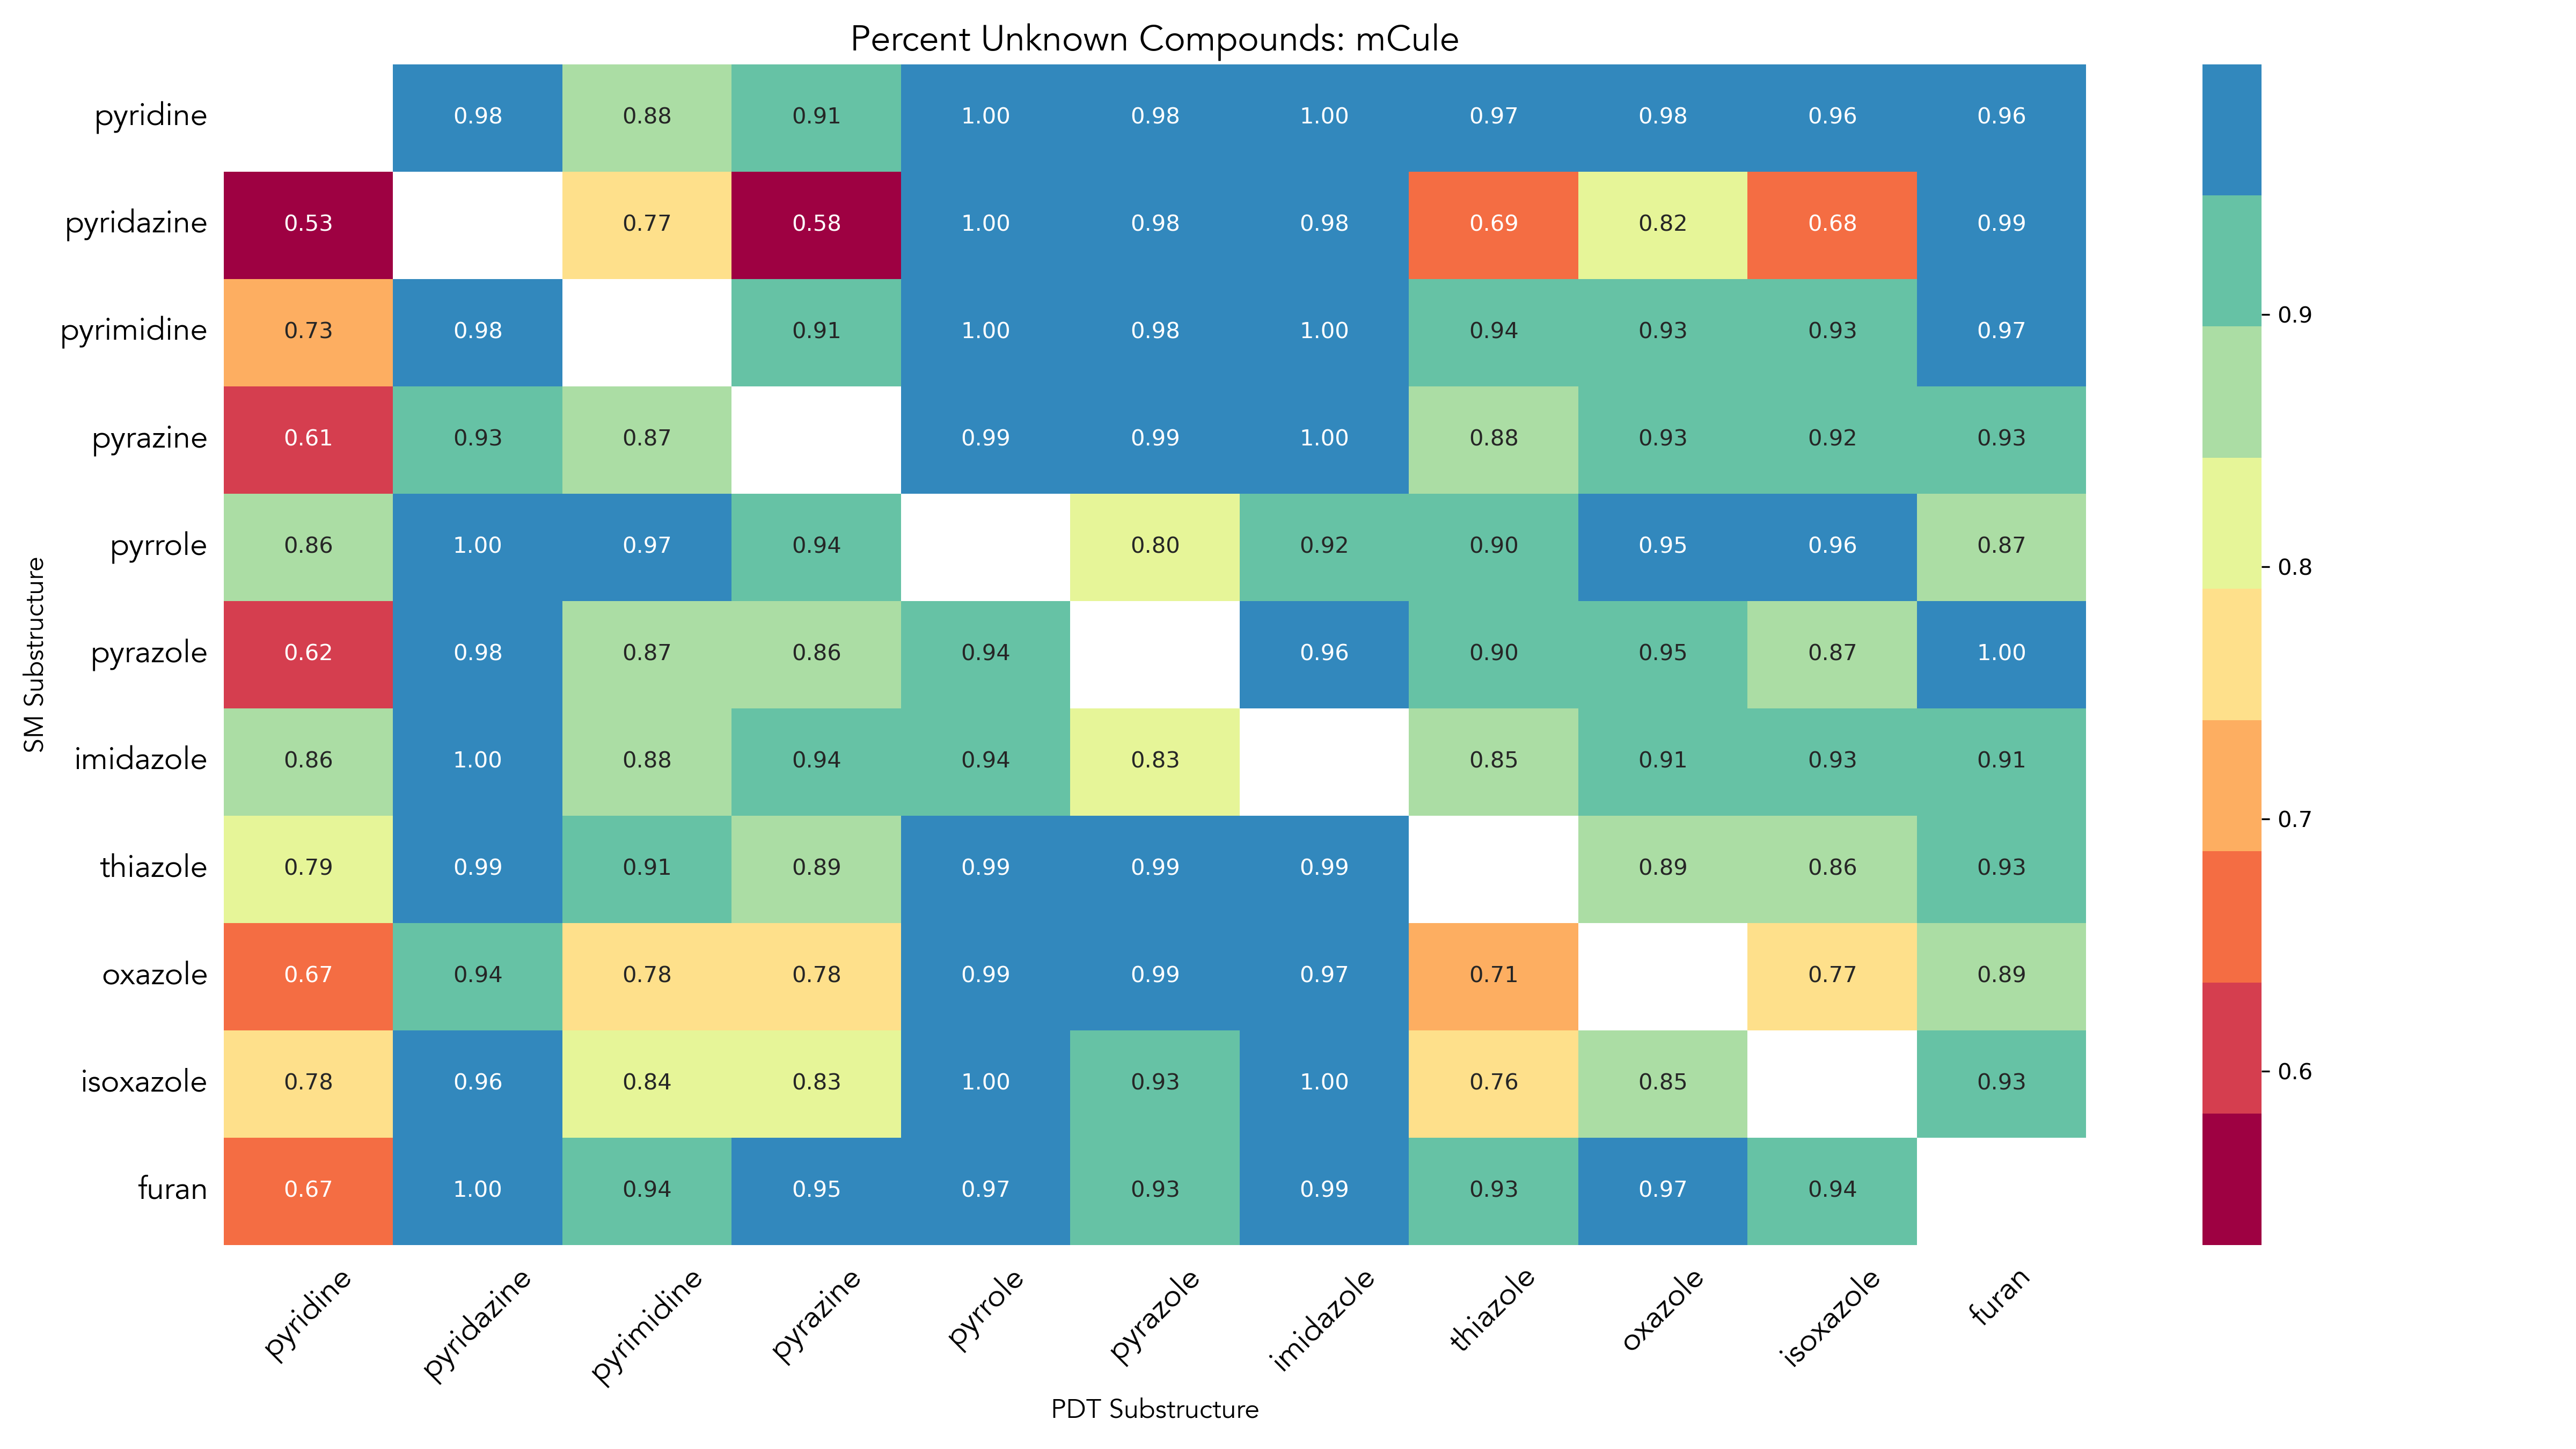 Percent Unknown Compounds: mCule
pyridine 0.98 0.88 0.91 1.00 0.98 1.00 0.97 0.98 0.96 0.96
pyridazine 0.53 0.77 0.58 1.00 0.98 0.98 0.69 0.82 0.68 0.99
pyrimidine 0.73 0.98 0.91 1.00 0.98 1.00 0.94 0.93 0.93 0.97
0.9
pyrazine 0.61 0.93 0.87 0.99 0.99 1.00 0.88 0.93 0.92 0.93
pyrrole 0.86 1.00 0.97 0.94 0.80 0.92 0.90 0.95 0.96 0.87
0.8
SM Substructure
pyrazole 0.62 0.98 0.87 0.86 0.94 0.96 0.90 0.95 0.87 1.00
imidazole 0.86 1.00 0.88 0.94 0.94 0.83 0.85 0.91 0.93 0.91
0.7
thiazole 0.79 0.99 0.91 0.89 0.99 0.99 0.99 0.89 0.86 0.93
oxazole 0.67 0.94 0.78 0.78 0.99 0.99 0.97 0.71 0.77 0.89
isoxazole 0.78 0.96 0.84 0.83 1.00 0.93 1.00 0.76 0.85 0.93
0.6
furan 0.67 1.00 0.94 0.95 0.97 0.93 0.99 0.93 0.97 0.94
pyridine pyridazine pyrimidine pyrazine pyrrole pyrazole imidazole thiazole oxazole isoxazole furan
PDT Substructure